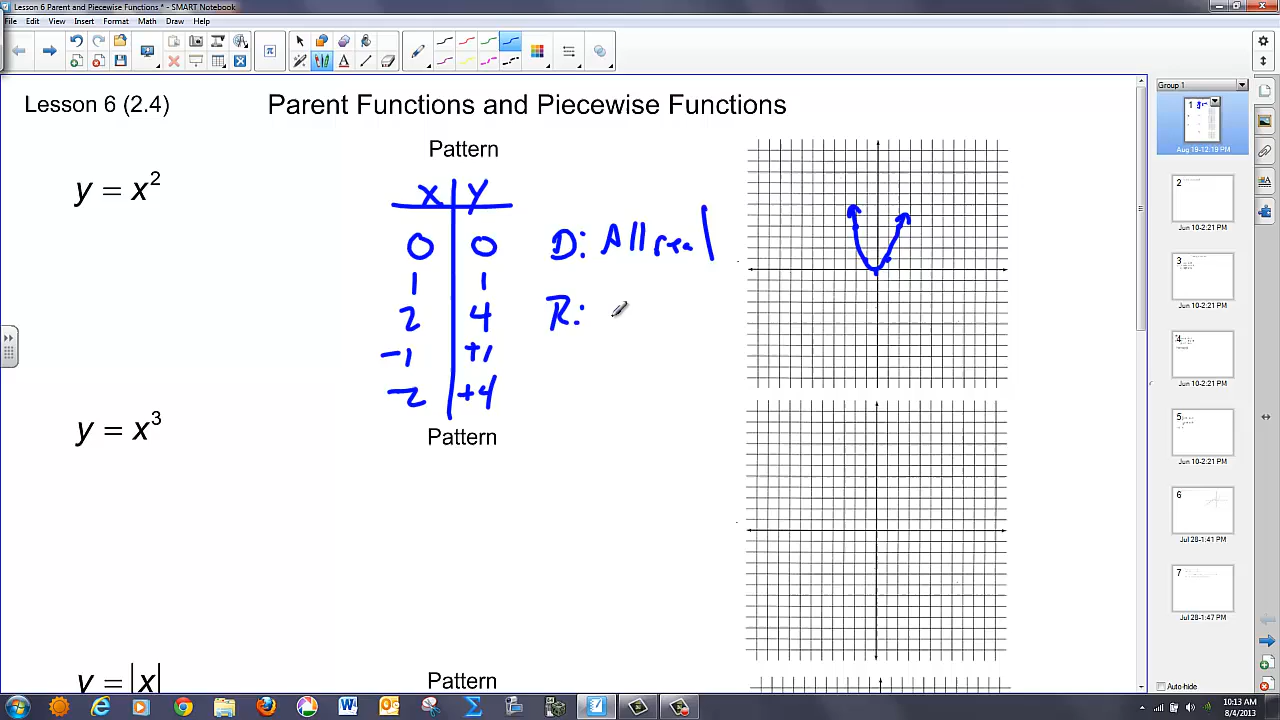 Lesson 6 Parent and Piecewise Functions * - SMART Notebook
File Edit View Insert Format Math Draw Help
Group 1
Lesson 6 (2.4)
Parent Functions and Piecewise Functions
Pattern
y = x²
x y
0 0
1 1
2 4
-1 +1
-2 +4
D: All real
R:
Pattern
y = x³
Pattern
y = |x|
1
Aug 19-12:19 PM
2
Jun 10-2:21 PM
3
Jun 10-2:21 PM
4
Jun 10-2:21 PM
5
Jun 10-2:21 PM
6
Jul 28-1:41 PM
7
Jul 28-1:47 PM
Auto-hide
10:13 AM
8/4/2013